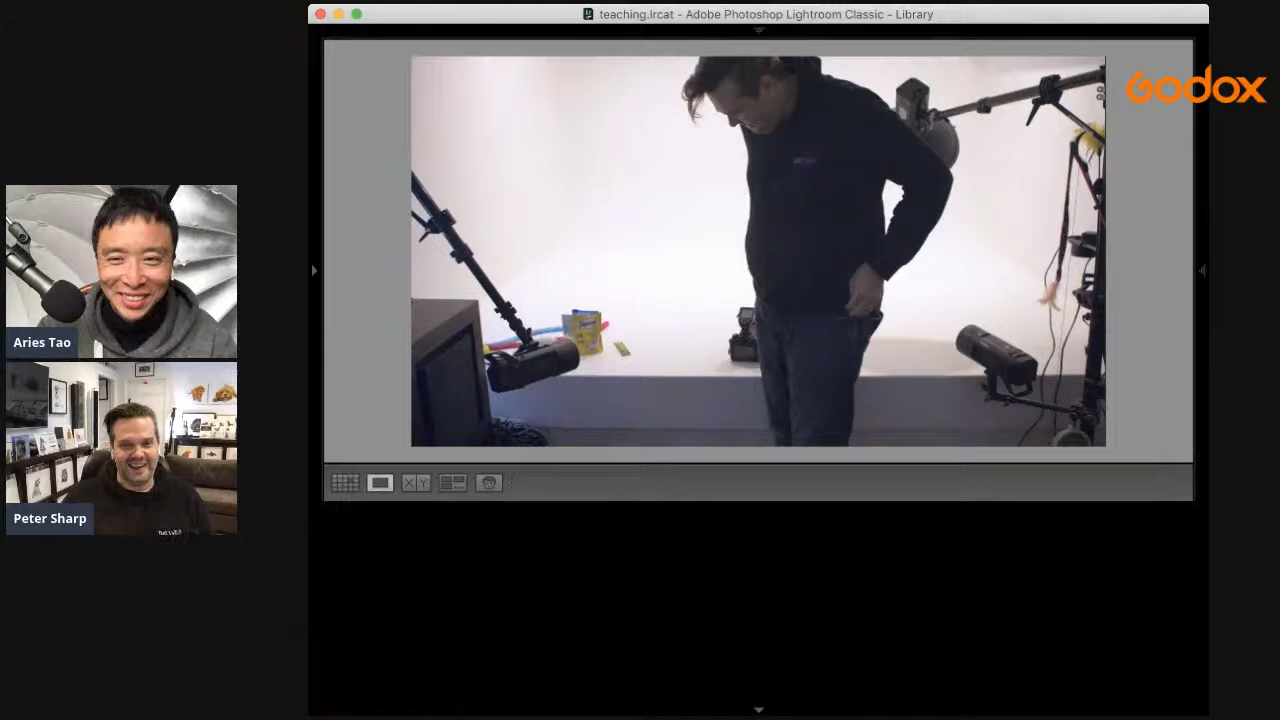 teaching.lrcat - Adobe Photoshop Lightroom Classic - Library
Godox
Aries Tao
Peter Sharp
X Y